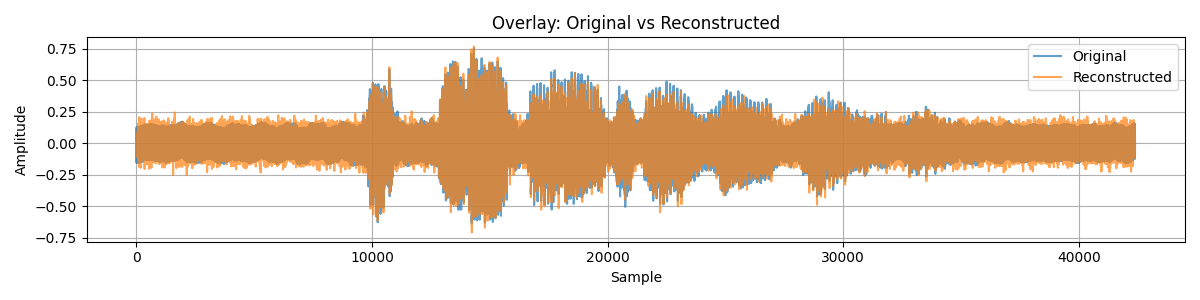 Overlay: Original vs Reconstructed
Original
Reconstructed
Amplitude
0.75
0.50
0.25
0.00
−0.25
−0.50
−0.75
0 10000 20000 30000 40000
Sample